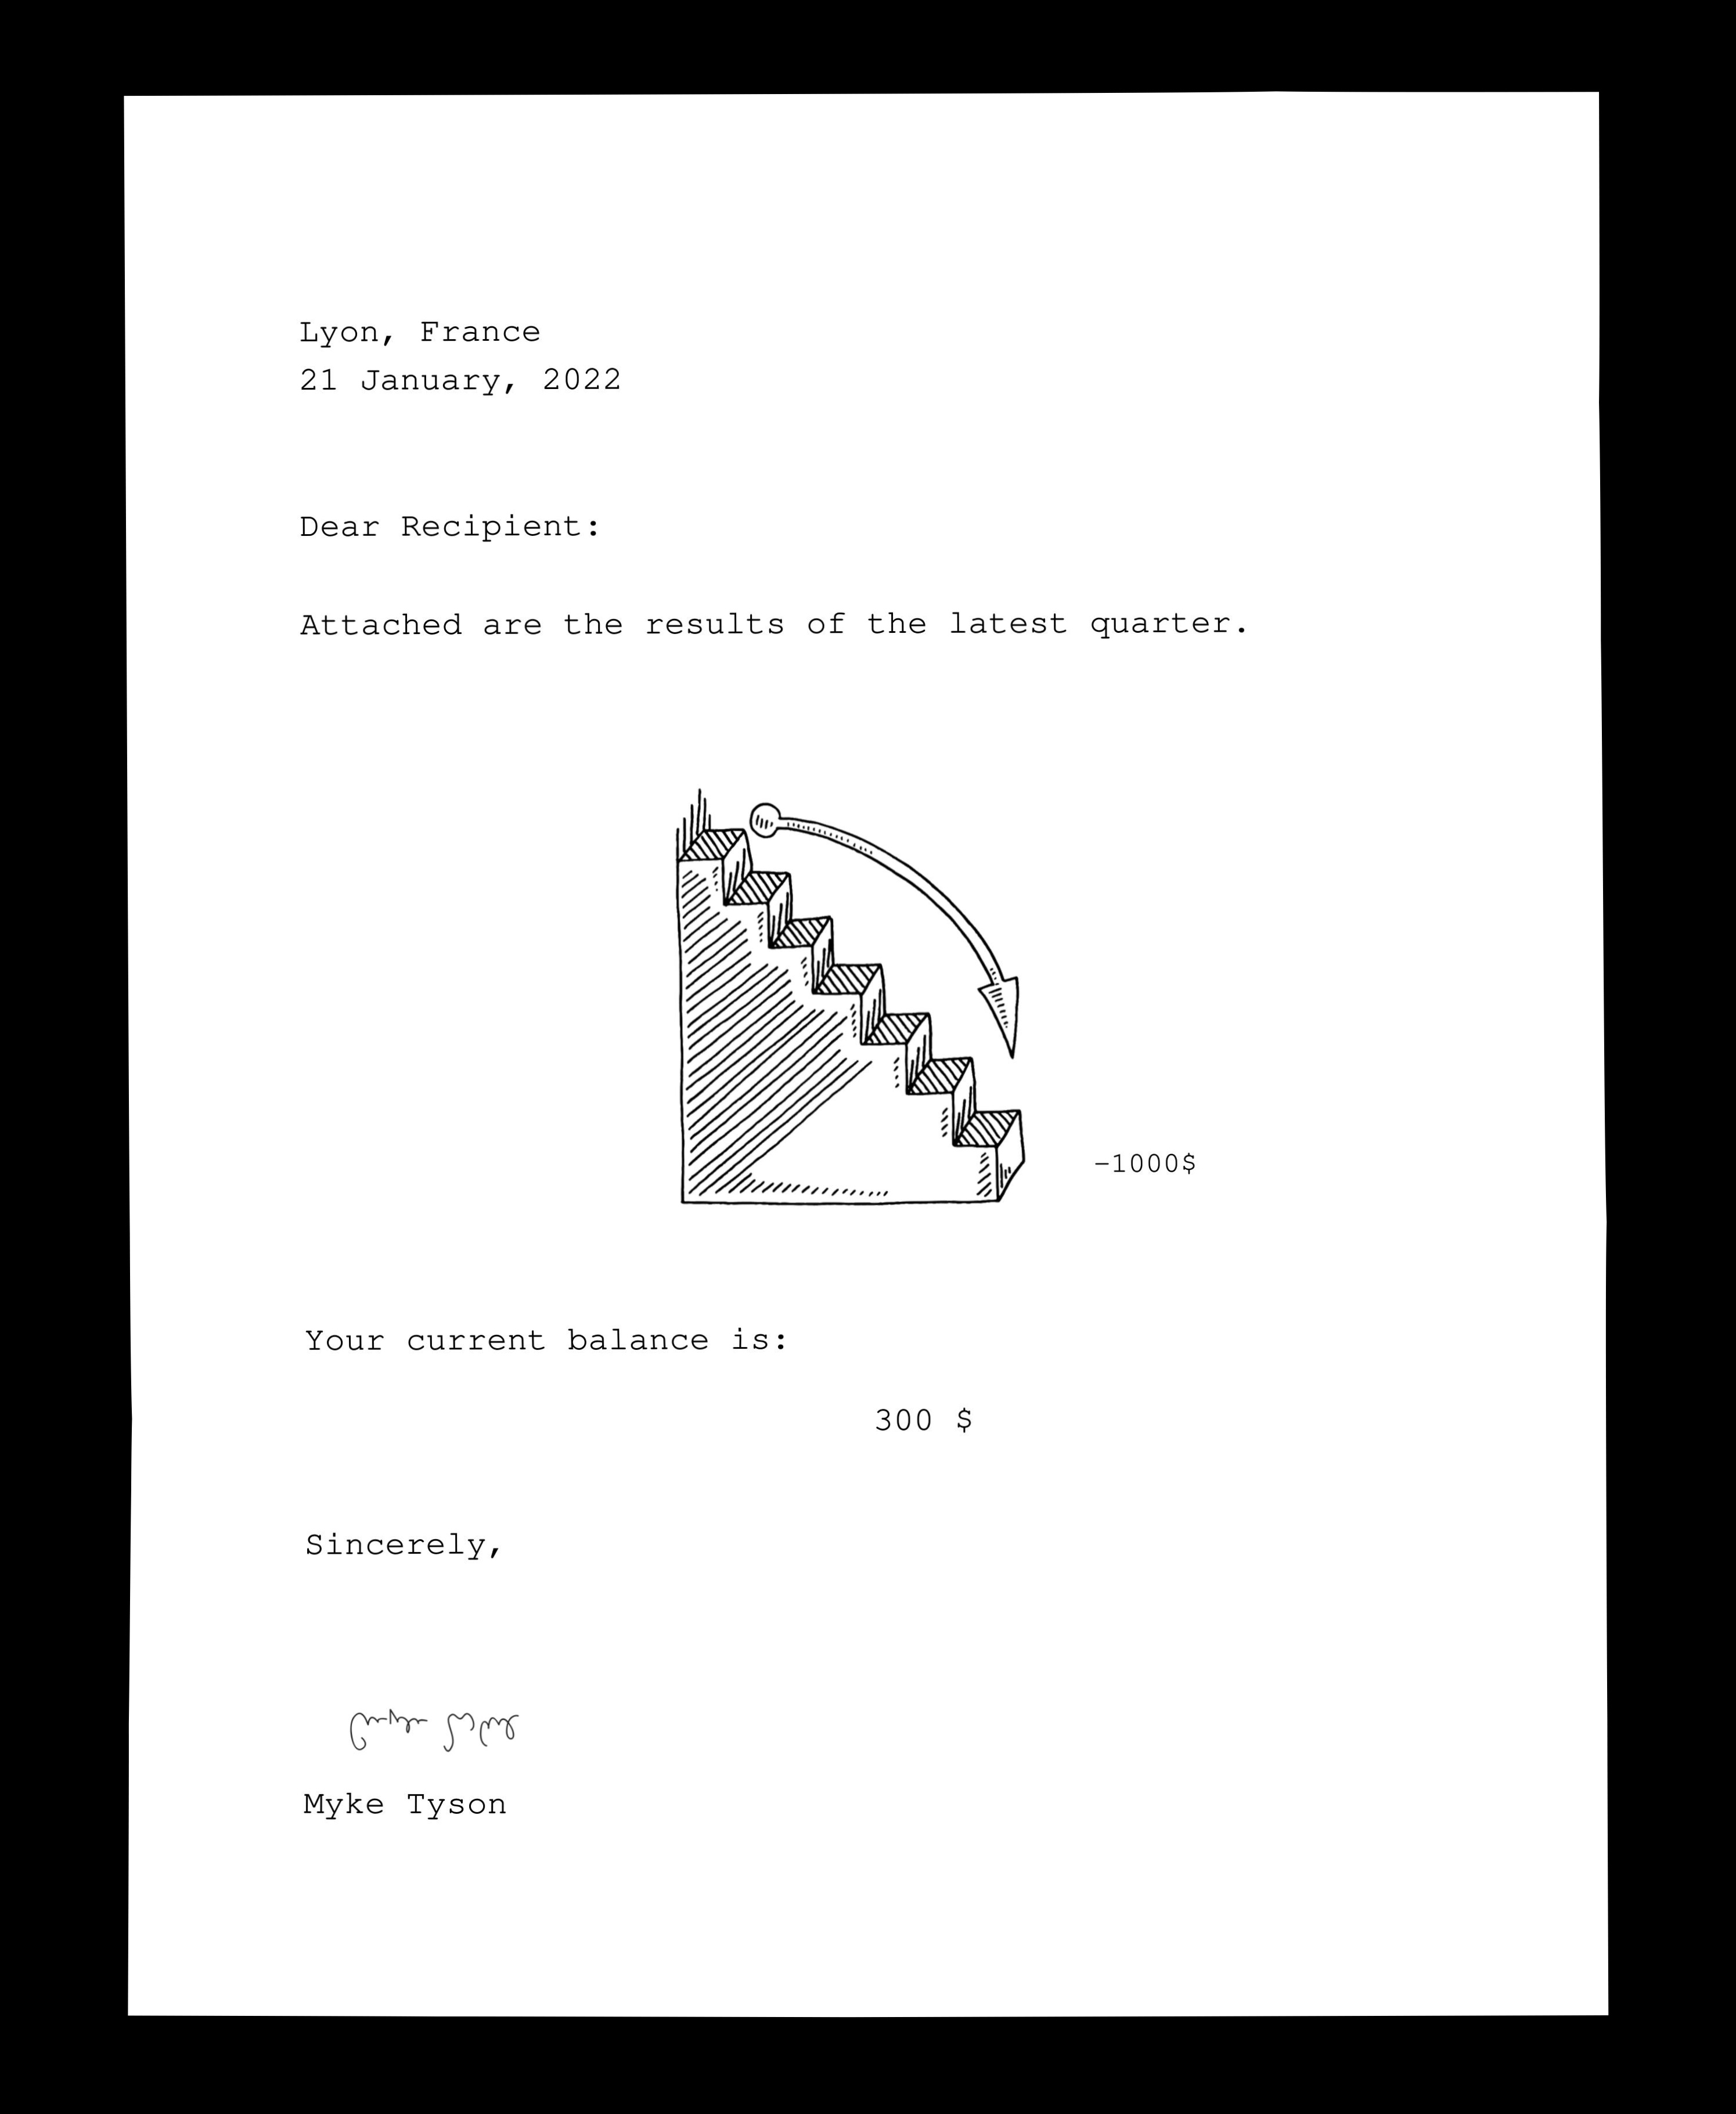 Lyon, France
21 January, 2022
Dear Recipient:
Attached are the results of the latest quarter.
–1000$
Your current balance is:
300 $
Sincerely,
Myke Tyson